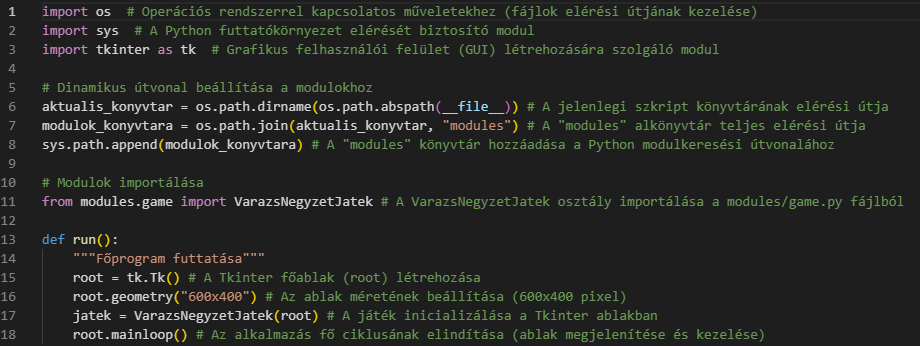 1 import os  # Operációs rendszerrel kapcsolatos műveletekhez (fájlok elérési útjának kezelése)
2 import sys  # A Python futtatókörnyezet elérését biztosító modul
3 import tkinter as tk  # Grafikus felhasználói felület (GUI) létrehozására szolgáló modul
4
5 # Dinamikus útvonal beállítása a modulokhoz
6 aktualis_konyvtar = os.path.dirname(os.path.abspath(__file__)) # A jelenlegi szkript könyvtárának elérési útja
7 modulok_konyvtara = os.path.join(aktualis_konyvtar, "modules") # A "modules" alkönyvtár teljes elérési útja
8 sys.path.append(modulok_konyvtara) # A "modules" könyvtár hozzáadása a Python modulkeresési útvonalához
9
10 # Modulok importálása
11 from modules.game import VarazsNegyzetJatek # A VarazsNegyzetJatek osztály importálása a modules/game.py fájlból
12
13 def run():
14     """Főprogram futtatása"""
15     root = tk.Tk() # A Tkinter főablak (root) létrehozása
16     root.geometry("600x400") # Az ablak méretének beállítása (600x400 pixel)
17     jatek = VarazsNegyzetJatek(root) # A játék inicializálása a Tkinter ablakban
18     root.mainloop() # Az alkalmazás fő ciklusának elindítása (ablak megjelenítése és kezelése)